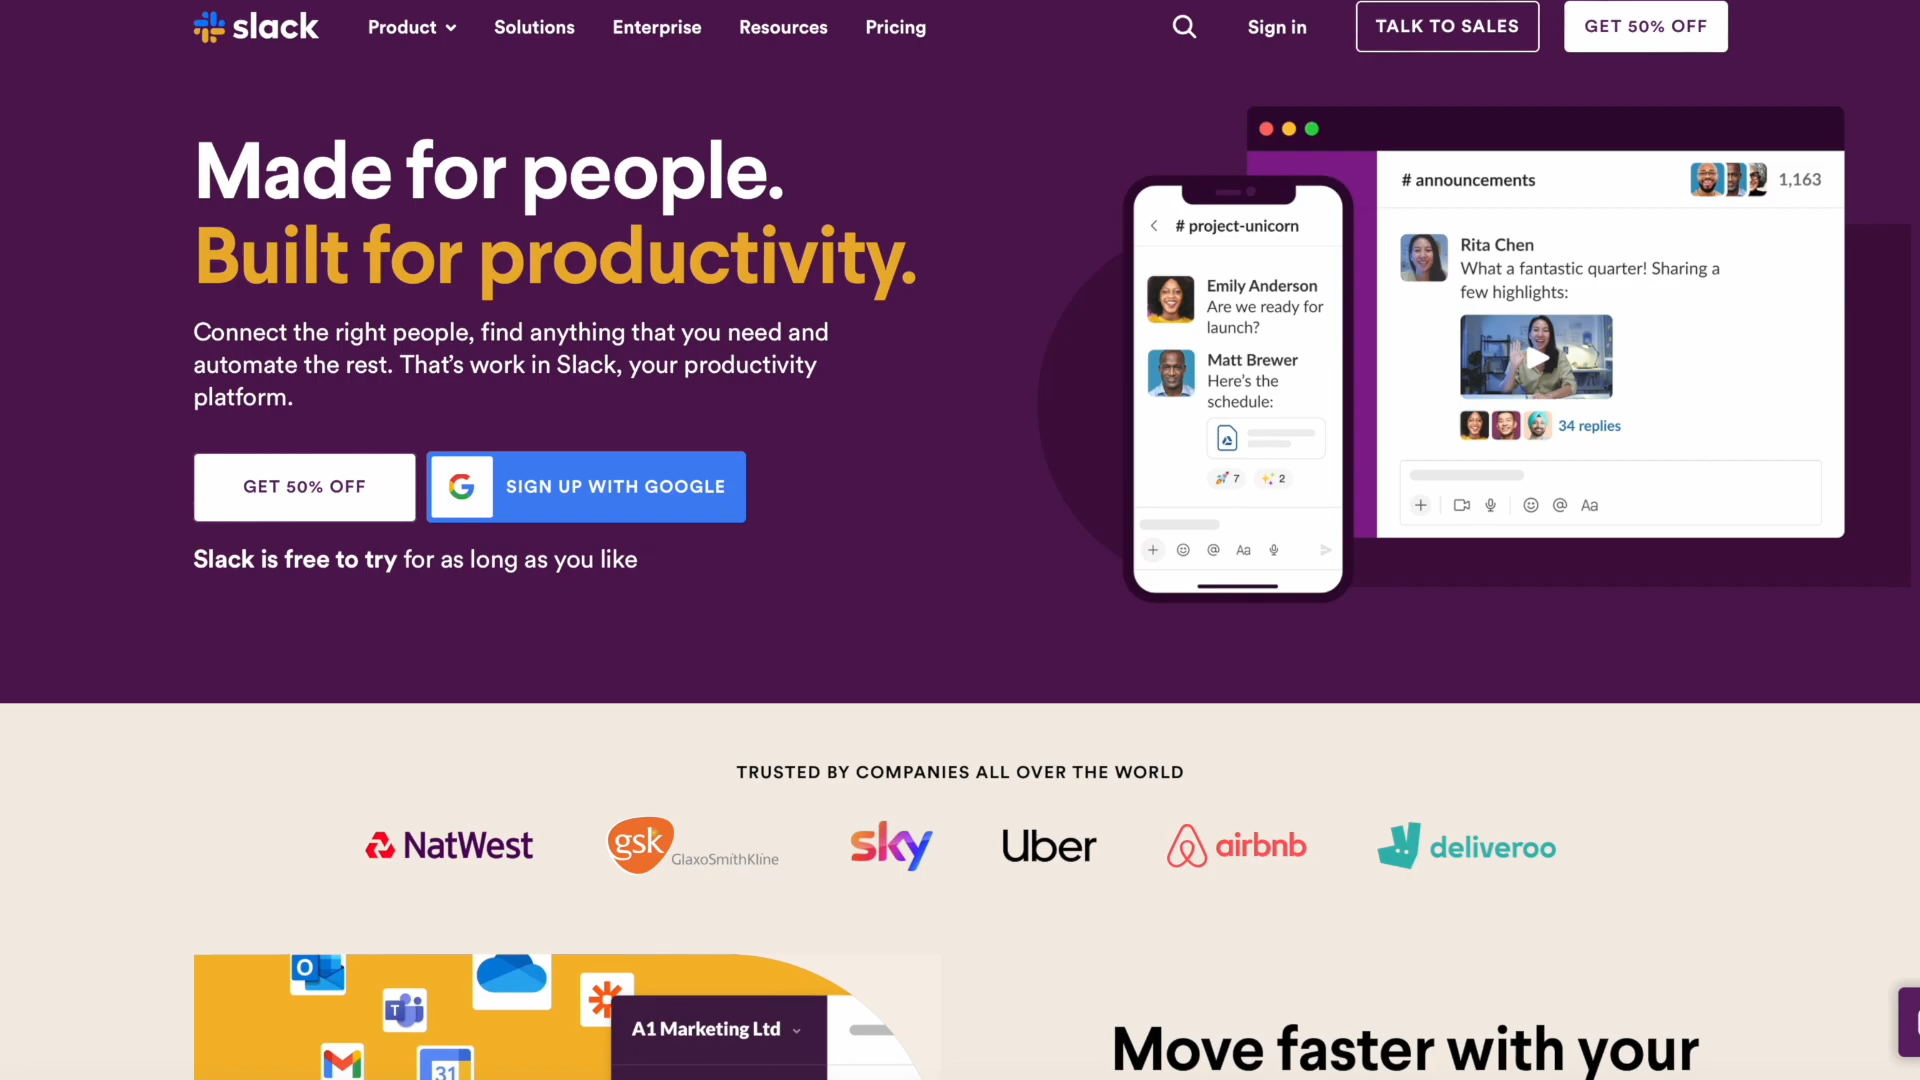 slack
Product
Solutions
Enterprise
Resources
Pricing
Sign in
TALK TO SALES
GET 50% OFF
Made for people.
Built for productivity.
Connect the right people, find anything that you need and
automate the rest. That’s work in Slack, your productivity
platform.
GET 50% OFF
SIGN UP WITH GOOGLE
Slack is free to try for as long as you like
# project-unicorn
Emily Anderson
Are we ready for
launch?
Matt Brewer
Here’s the
schedule:
7
2
@
Aa
# announcements
1,163
Rita Chen
What a fantastic quarter! Sharing a
few highlights:
34 replies
@
Aa
TRUSTED BY COMPANIES ALL OVER THE WORLD
NatWest
gsk
GlaxoSmithKline
sky
Uber
airbnb
deliveroo
O
T
31
A1 Marketing Ltd
Move faster with your